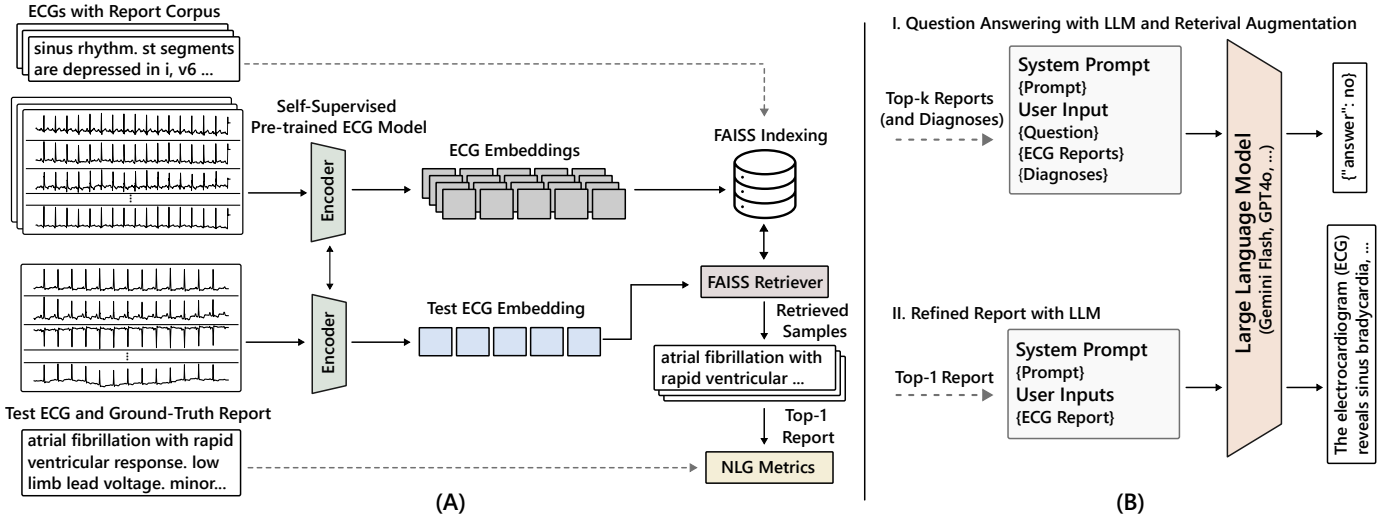 ECGs with Report Corpus
sinus rhythm. st segments
are depressed in i, v6 ...
Self-Supervised
Pre-trained ECG Model
Encoder
ECG Embeddings
FAISS Indexing
Encoder
Test ECG Embedding
FAISS Retriever
Retrieved
Samples
atrial fibrillation with
rapid ventricular ...
Top-1
Report
NLG Metrics
Test ECG and Ground-Truth Report
atrial fibrillation with rapid
ventricular response. low
limb lead voltage. minor...
(A)
I. Question Answering with LLM and Reterival Augmentation
Top-k Reports
(and Diagnoses)
System Prompt
{Prompt}
User Input
{Question}
{ECG Reports}
{Diagnoses}
Large Language Model
(Gemini Flash, GPT4o, ...)
{"answer": no}
II. Refined Report with LLM
Top-1 Report
System Prompt
{Prompt}
User Inputs
{ECG Report}
The electrocardiogram (ECG)
reveals sinus bradycardia, ...
(B)